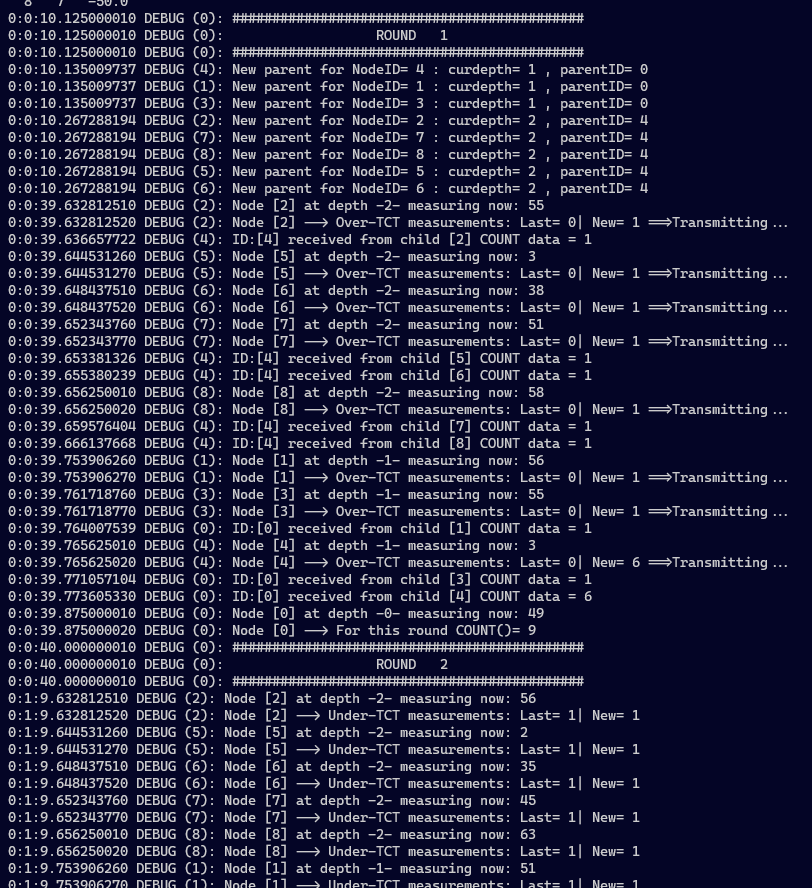 8   7   -50.0
0:0:10.125000010 DEBUG (0): ############################################
0:0:10.125000010 DEBUG (0):                   ROUND   1
0:0:10.125000010 DEBUG (0): ############################################
0:0:10.135009737 DEBUG (4): New parent for NodeID= 4 : curdepth= 1 , parentID= 0
0:0:10.135009737 DEBUG (1): New parent for NodeID= 1 : curdepth= 1 , parentID= 0
0:0:10.135009737 DEBUG (3): New parent for NodeID= 3 : curdepth= 1 , parentID= 0
0:0:10.267288194 DEBUG (2): New parent for NodeID= 2 : curdepth= 2 , parentID= 4
0:0:10.267288194 DEBUG (7): New parent for NodeID= 7 : curdepth= 2 , parentID= 4
0:0:10.267288194 DEBUG (8): New parent for NodeID= 8 : curdepth= 2 , parentID= 4
0:0:10.267288194 DEBUG (5): New parent for NodeID= 5 : curdepth= 2 , parentID= 4
0:0:10.267288194 DEBUG (6): New parent for NodeID= 6 : curdepth= 2 , parentID= 4
0:0:39.632812510 DEBUG (2): Node [2] at depth -2- measuring now: 55
0:0:39.632812520 DEBUG (2): Node [2] --> Over-TCT measurements: Last= 0| New= 1 ==>Transmitting...
0:0:39.636657722 DEBUG (4): ID:[4] received from child [2] COUNT data = 1
0:0:39.644531260 DEBUG (5): Node [5] at depth -2- measuring now: 3
0:0:39.644531270 DEBUG (5): Node [5] --> Over-TCT measurements: Last= 0| New= 1 ==>Transmitting...
0:0:39.648437510 DEBUG (6): Node [6] at depth -2- measuring now: 38
0:0:39.648437520 DEBUG (6): Node [6] --> Over-TCT measurements: Last= 0| New= 1 ==>Transmitting...
0:0:39.652343760 DEBUG (7): Node [7] at depth -2- measuring now: 51
0:0:39.652343770 DEBUG (7): Node [7] --> Over-TCT measurements: Last= 0| New= 1 ==>Transmitting...
0:0:39.653381326 DEBUG (4): ID:[4] received from child [5] COUNT data = 1
0:0:39.655380239 DEBUG (4): ID:[4] received from child [6] COUNT data = 1
0:0:39.656250010 DEBUG (8): Node [8] at depth -2- measuring now: 58
0:0:39.656250020 DEBUG (8): Node [8] --> Over-TCT measurements: Last= 0| New= 1 ==>Transmitting...
0:0:39.659576404 DEBUG (4): ID:[4] received from child [7] COUNT data = 1
0:0:39.666137668 DEBUG (4): ID:[4] received from child [8] COUNT data = 1
0:0:39.753906260 DEBUG (1): Node [1] at depth -1- measuring now: 56
0:0:39.753906270 DEBUG (1): Node [1] --> Over-TCT measurements: Last= 0| New= 1 ==>Transmitting...
0:0:39.761718760 DEBUG (3): Node [3] at depth -1- measuring now: 55
0:0:39.761718770 DEBUG (3): Node [3] --> Over-TCT measurements: Last= 0| New= 1 ==>Transmitting...
0:0:39.764007539 DEBUG (0): ID:[0] received from child [1] COUNT data = 1
0:0:39.765625010 DEBUG (4): Node [4] at depth -1- measuring now: 3
0:0:39.765625020 DEBUG (4): Node [4] --> Over-TCT measurements: Last= 0| New= 6 ==>Transmitting...
0:0:39.771057104 DEBUG (0): ID:[0] received from child [3] COUNT data = 1
0:0:39.773605330 DEBUG (0): ID:[0] received from child [4] COUNT data = 6
0:0:39.875000010 DEBUG (0): Node [0] at depth -0- measuring now: 49
0:0:39.875000020 DEBUG (0): Node [0] --> For this round COUNT()= 9
0:0:40.000000010 DEBUG (0): ############################################
0:0:40.000000010 DEBUG (0):                   ROUND   2
0:0:40.000000010 DEBUG (0): ############################################
0:1:9.632812510 DEBUG (2): Node [2] at depth -2- measuring now: 56
0:1:9.632812520 DEBUG (2): Node [2] --> Under-TCT measurements: Last= 1| New= 1
0:1:9.644531260 DEBUG (5): Node [5] at depth -2- measuring now: 2
0:1:9.644531270 DEBUG (5): Node [5] --> Under-TCT measurements: Last= 1| New= 1
0:1:9.648437510 DEBUG (6): Node [6] at depth -2- measuring now: 35
0:1:9.648437520 DEBUG (6): Node [6] --> Under-TCT measurements: Last= 1| New= 1
0:1:9.652343760 DEBUG (7): Node [7] at depth -2- measuring now: 45
0:1:9.652343770 DEBUG (7): Node [7] --> Under-TCT measurements: Last= 1| New= 1
0:1:9.656250010 DEBUG (8): Node [8] at depth -2- measuring now: 63
0:1:9.656250020 DEBUG (8): Node [8] --> Under-TCT measurements: Last= 1| New= 1
0:1:9.753906260 DEBUG (1): Node [1] at depth -1- measuring now: 51
0:1:9.753906270 DEBUG (1): Node [1] --> Under-TCT measurements: Last= 1| New= 1